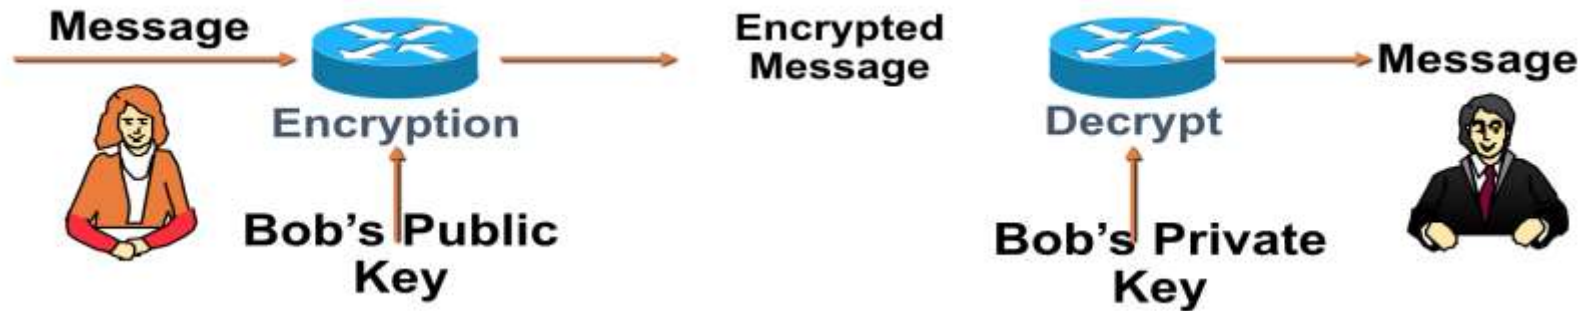 Message
Encryption
Bob's Public
Key
Encrypted
Message
Decrypt
Bob's Private
Key
Message